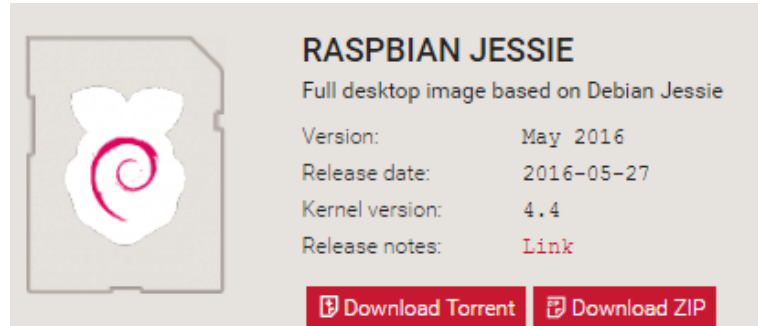 RASPBIAN JESSIE
Full desktop image based on Debian Jessie
Version: May 2016
Release date: 2016-05-27
Kernel version: 4.4
Release notes: Link
Download Torrent Download ZIP